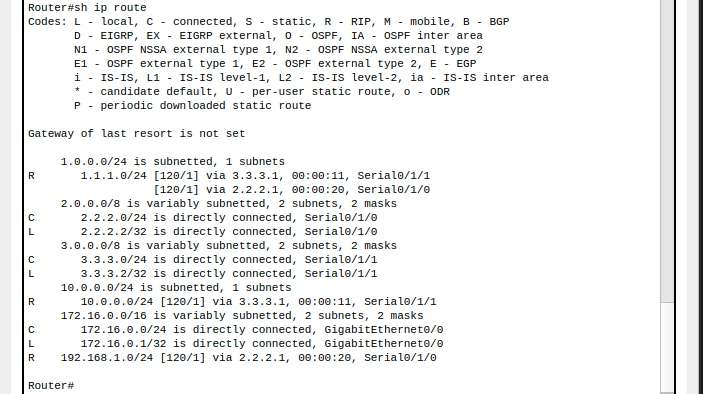 Router#sh ip route
Codes: L - local, C - connected, S - static, R - RIP, M - mobile, B - BGP
       D - EIGRP, EX - EIGRP external, O - OSPF, IA - OSPF inter area
       N1 - OSPF NSSA external type 1, N2 - OSPF NSSA external type 2
       E1 - OSPF external type 1, E2 - OSPF external type 2, E - EGP
       i - IS-IS, L1 - IS-IS level-1, L2 - IS-IS level-2, ia - IS-IS inter area
       * - candidate default, U - per-user static route, o - ODR
       P - periodic downloaded static route

Gateway of last resort is not set

     1.0.0.0/24 is subnetted, 1 subnets
R       1.1.1.0/24 [120/1] via 3.3.3.1, 00:00:11, Serial0/1/1
                   [120/1] via 2.2.2.1, 00:00:20, Serial0/1/0
     2.0.0.0/8 is variably subnetted, 2 subnets, 2 masks
C       2.2.2.0/24 is directly connected, Serial0/1/0
L       2.2.2.2/32 is directly connected, Serial0/1/0
     3.0.0.0/8 is variably subnetted, 2 subnets, 2 masks
C       3.3.3.0/24 is directly connected, Serial0/1/1
L       3.3.3.2/32 is directly connected, Serial0/1/1
     10.0.0.0/24 is subnetted, 1 subnets
R       10.0.0.0/24 [120/1] via 3.3.3.1, 00:00:11, Serial0/1/1
     172.16.0.0/16 is variably subnetted, 2 subnets, 2 masks
C       172.16.0.0/24 is directly connected, GigabitEthernet0/0
L       172.16.0.1/32 is directly connected, GigabitEthernet0/0
R    192.168.1.0/24 [120/1] via 2.2.2.1, 00:00:20, Serial0/1/0

Router#